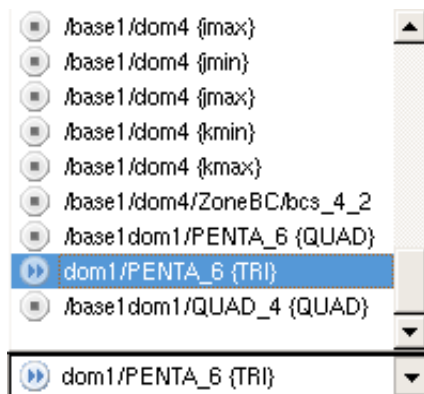 /base1/dom4 {imax}
/base1/dom4 {jmin}
/base1/dom4 {jmax}
/base1/dom4 {kmin}
/base1/dom4 {kmax}
/base1/dom4/ZoneBC/bcs_4_2
/base1dom1/PENTA_6 {QUAD}
dom1/PENTA_6 {TRI}
/base1dom1/QUAD_4 {QUAD}
dom1/PENTA_6 {TRI}